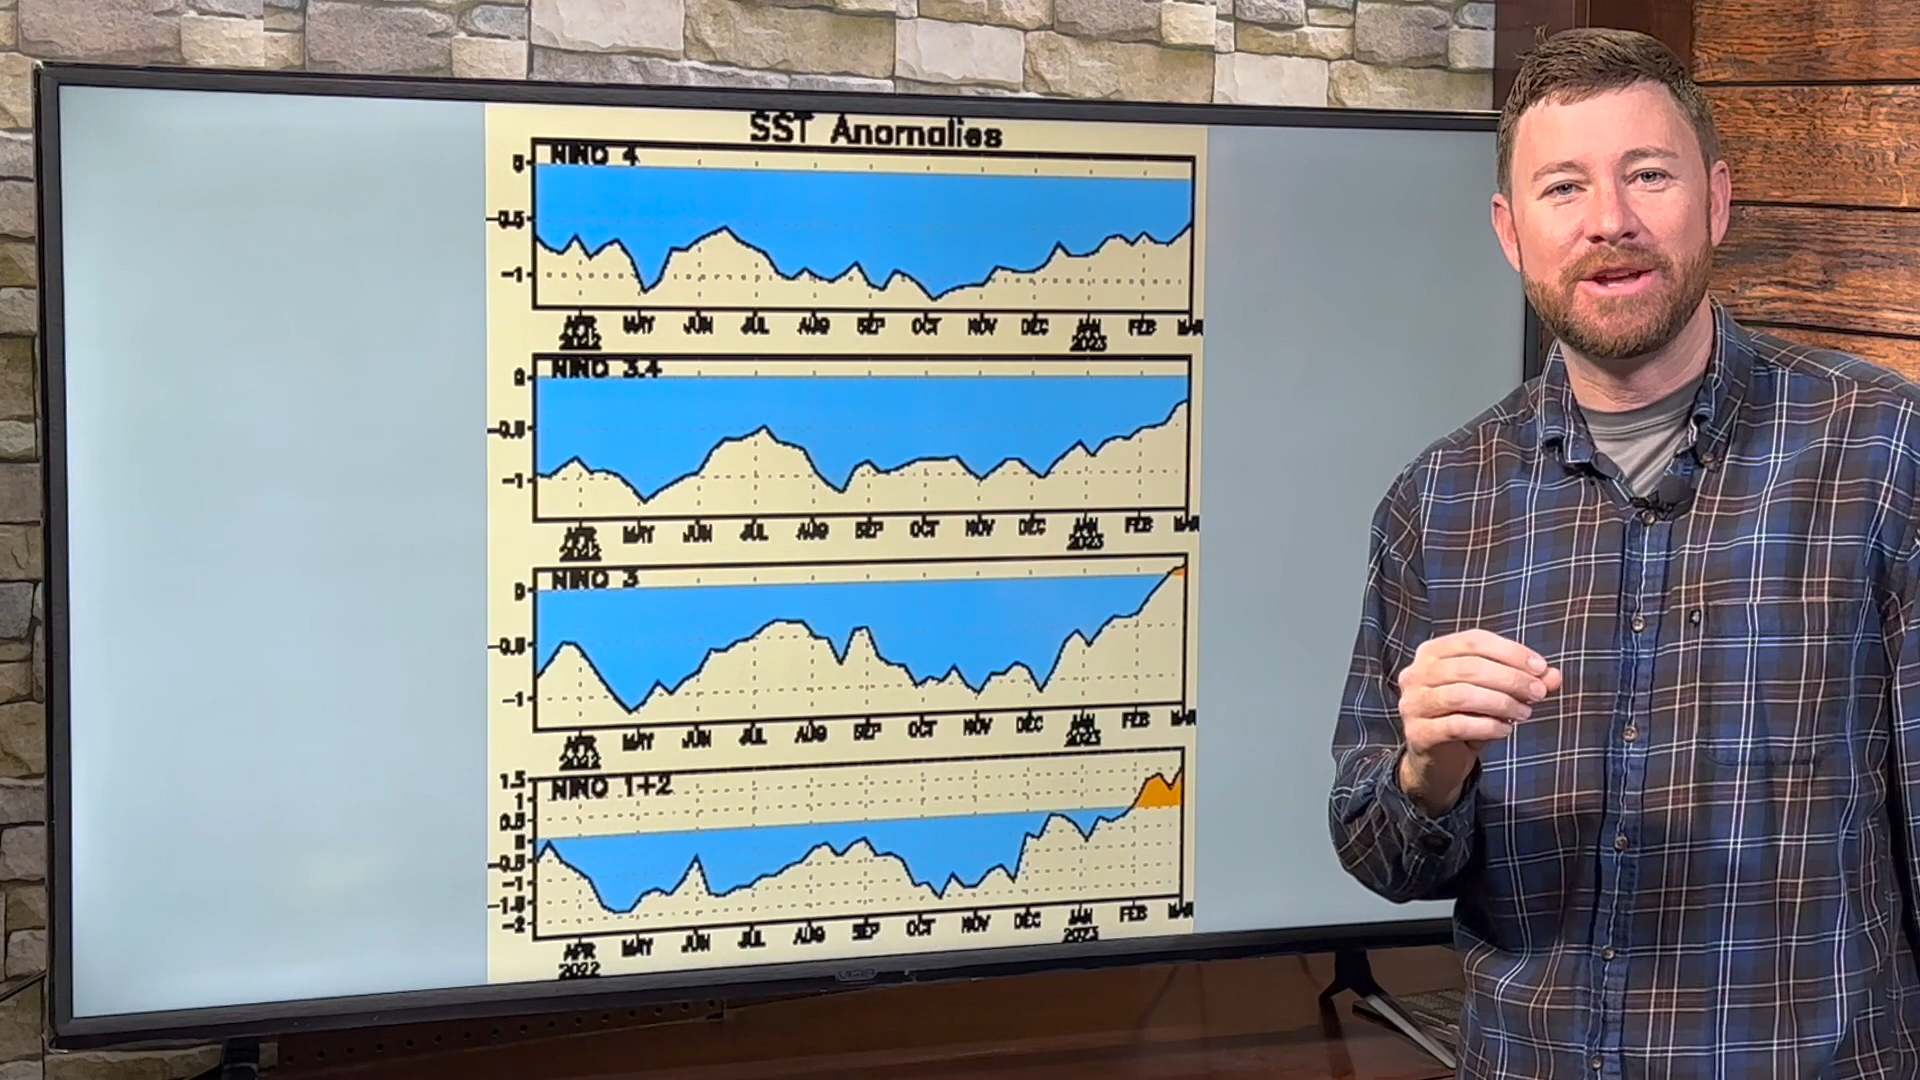 SST Anomalies
NINO 4
0
-0.5
-1
APR MAY JUN JUL AUG SEP OCT NOV DEC JAN FEB MAR
2022 2023
NINO 3.4
0
-0.5
-1
APR MAY JUN JUL AUG SEP OCT NOV DEC JAN FEB MAR
2022 2023
NINO 3
0
-0.5
-1
APR MAY JUN JUL AUG SEP OCT NOV DEC JAN FEB MAR
2022 2023
NINO 1+2
1.5
1
0.5
0
-0.5
-1
-1.5
-2
APR MAY JUN JUL AUG SEP OCT NOV DEC JAN FEB MAR
2022 2023
VIZIO